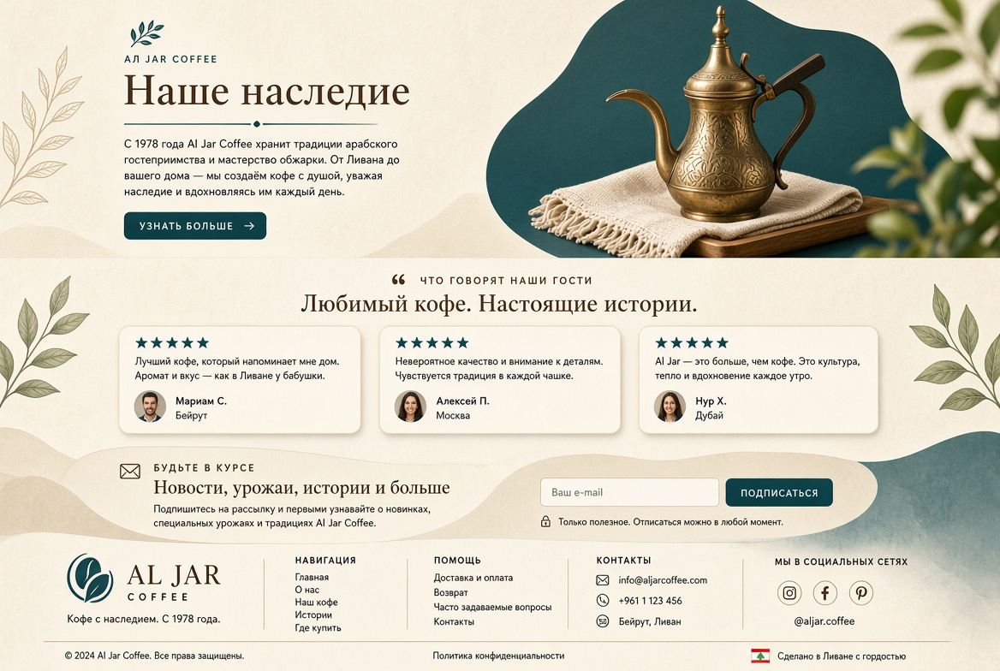 АЛ JAR COFFEE
Наше наследие
С 1978 года Al Jar Coffee хранит традиции арабского
гостеприимства и мастерство обжарки. От Ливана до
вашего дома — мы создаём кофе с душой, уважая
наследие и вдохновляясь им каждый день.
УЗНАТЬ БОЛЬШЕ →
“ ЧТО ГОВОРЯТ НАШИ ГОСТИ
Любимый кофе. Настоящие истории.
Лучший кофе, который напоминает мне дом.
Аромат и вкус — как в Ливане у бабушки.
Мариам С.
Бейрут
Невероятное качество и внимание к деталям.
Чувствуется традиция в каждой чашке.
Алексей П.
Москва
Al Jar — это больше, чем кофе. Это культура,
тепло и вдохновение каждое утро.
Нур Х.
Дубай
БУДЬТЕ В КУРСЕ
Новости, урожаи, истории и больше
Подпишитесь на рассылку и первыми узнавайте о новинках,
специальных урожаях и традициях Al Jar Coffee.
Ваш e-mail
ПОДПИСАТЬСЯ
Только полезное. Отписаться можно в любой момент.
AL JAR
COFFEE
Кофе с наследием. С 1978 года.
НАВИГАЦИЯ
Главная
О нас
Наш кофе
Истории
Где купить
ПОМОЩЬ
Доставка и оплата
Возврат
Часто задаваемые вопросы
Контакты
КОНТАКТЫ
info@aljarcoffee.com
+961 1 123 456
Бейрут, Ливан
МЫ В СОЦИАЛЬНЫХ СЕТЯХ
@aljar.coffee
© 2024 Al Jar Coffee. Все права защищены.
Политика конфиденциальности
Сделано в Ливане с гордостью